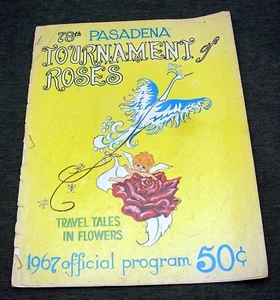 78th PASADENA
TOURNAMENT of
ROSES
TRAVEL TALES
IN FLOWERS
1967 official program 50¢